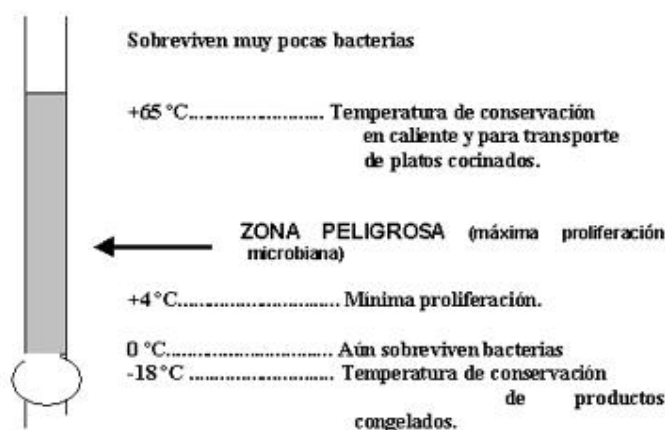 Sobreviven muy pocas bacterias
+65 °C........................... Temperatura de conservación
en caliente y para transporte
de platos cocinados.
ZONA PELIGROSA (máxima proliferación
microbiana)
+4°C................................ Mínima proliferación.
0 °C................................ Aún sobreviven bacterias
-18°C ............................ Temperatura de conservación
de productos
congelados.